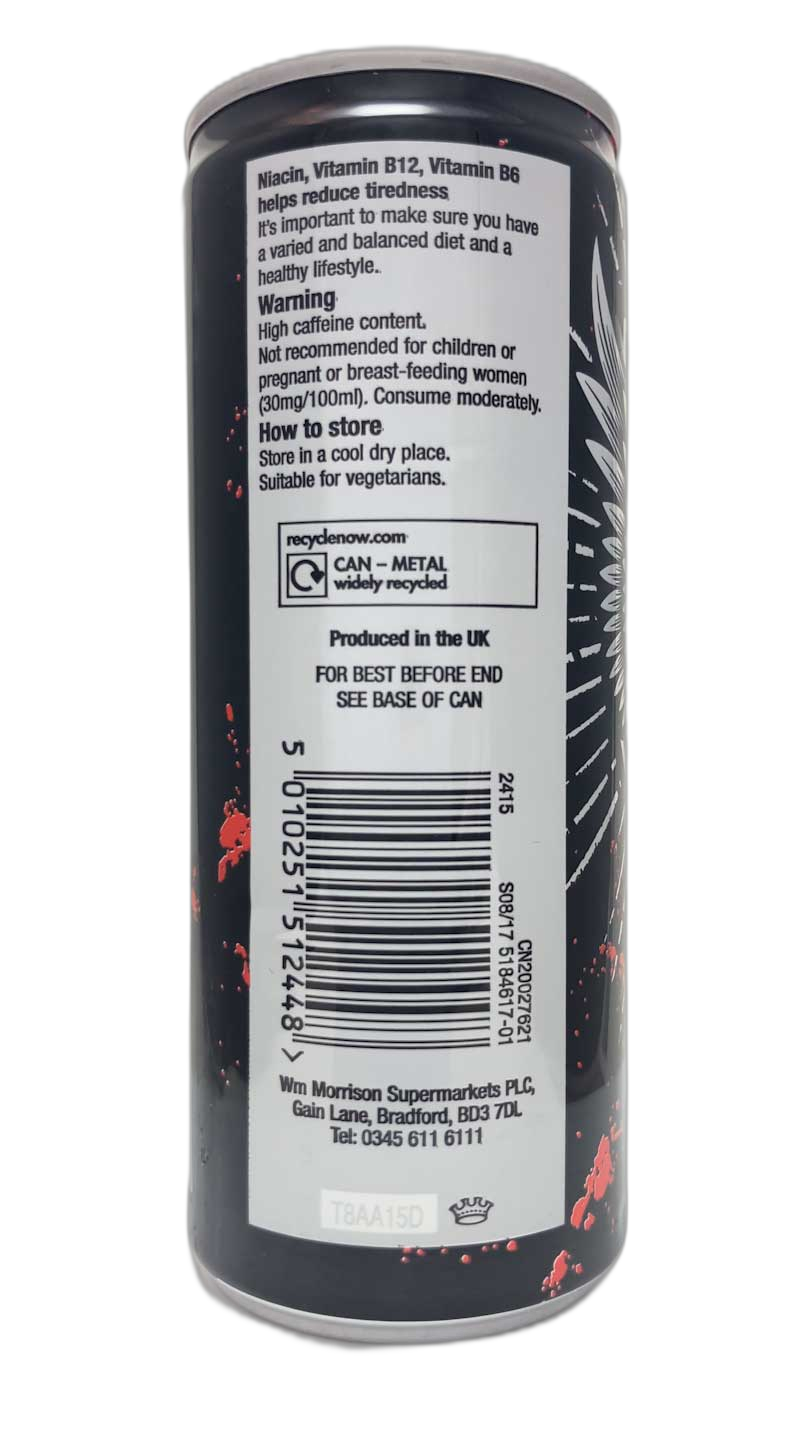 Niacin, Vitamin B12, Vitamin B6
helps reduce tiredness
It's important to make sure you have
a varied and balanced diet and a
healthy lifestyle.
Warning
High caffeine content.
Not recommended for children or
pregnant or breast-feeding women
(30mg/100ml). Consume moderately.
How to store
Store in a cool dry place.
Suitable for vegetarians.
recyclenow.com
CAN – METAL
widely recycled
Produced in the UK
FOR BEST BEFORE END
SEE BASE OF CAN
5 010251 512448 >
2415 S08/17 5184617-01
CN20027621
Wm Morrison Supermarkets PLC,
Gain Lane, Bradford, BD3 7DL
Tel: 0345 611 6111
T8AA15D